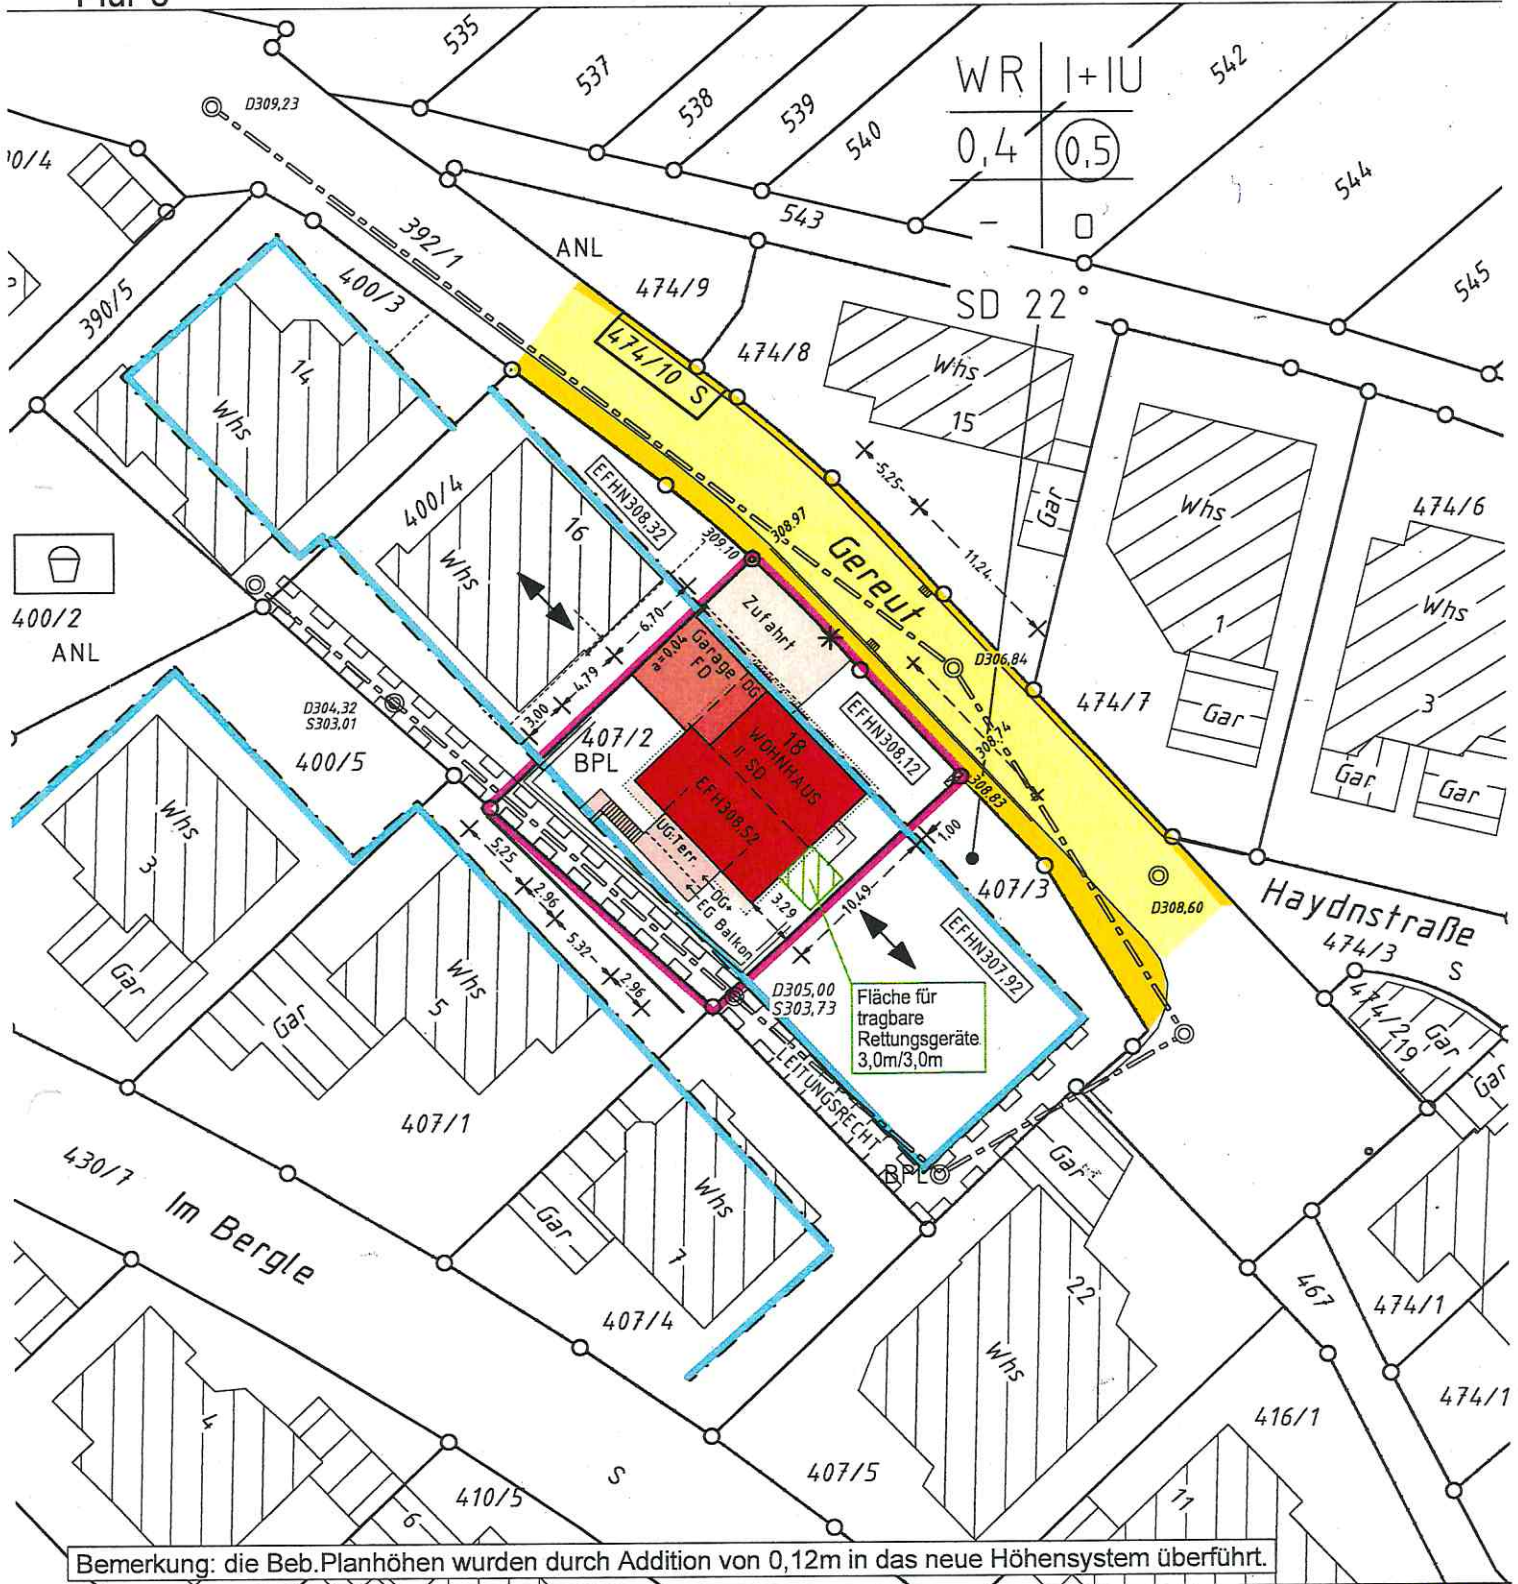 535
537
538
539
540
542
544
545
WR I+IU
0,4 0,5
- o
SD 22°
D309,23
392/1
ANL
543
474/9
474/8
390/5
400/3
14
Whs
474/10 S
Whs
15
Gar
Whs
1
474/6
Whs
3
400/4
16
Whs
EFHN308,32
309,10
308,97
Gereut
5,25
11,24
400/2
ANL
6,70
4,79
3,00
Zufahrt
Garage
FD
a=0,04
DG
D306,84
474/7
Gar
Gar
Gar
D304,32
S303,01
400/5
407/2
BPL
18
WOHNHAUS
II SD
EFH308,52
EFHN308,12
308,74
308,83
1,00
UG:Terr.
DG+
EG Balkon
3,29
10,49
407/3
EFHN307,92
D308,60
Haydnstraße
474/3
S
Whs
3
Gar
5,25
2,96
5,32
2,96
Whs
5
Gar
D305,00
S303,73
Fläche für
tragbare
Rettungsgeräte
3,0m/3,0m
LEITUNGSRECHT
BPL
474/2
19
Gar
Gar
407/1
430/7
Im Bergle
Whs
7
Gar
407/4
Gar
22
Whs
467
474/1
474/1
416/1
407/5
4
6
410/5
S
11
Bemerkung: die Beb.Planhöhen wurden durch Addition von 0,12m in das neue Höhensystem überführt.